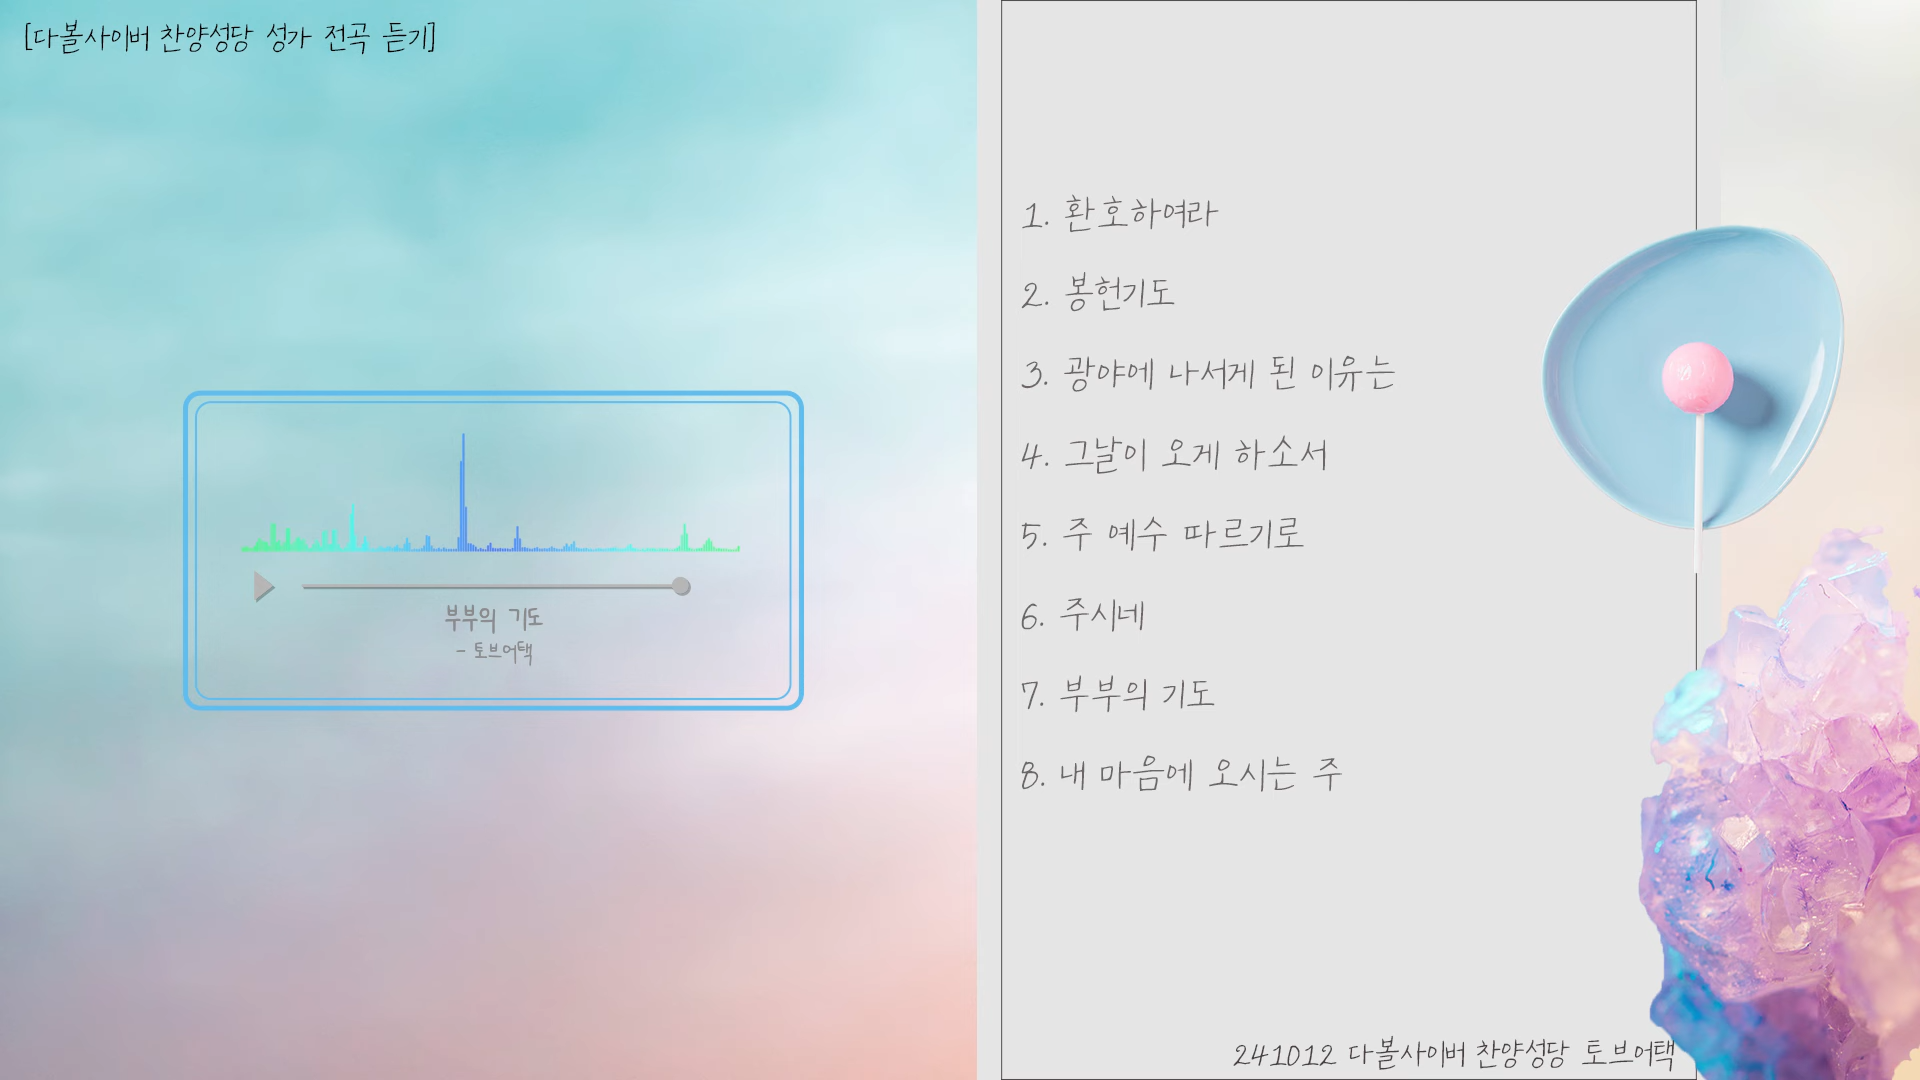 [다볼사이버 찬양성당 성가 전곡 듣기]
부부의 기도
- 토브어택
1. 환호하여라
2. 봉헌기도
3. 광야에 나서게 된 이유는
4. 그날이 오게 하소서
5. 주 예수 따르기로
6. 주시네
7. 부부의 기도
8. 내 마음에 오시는 주
241012 다볼사이버 찬양성당 토브어택